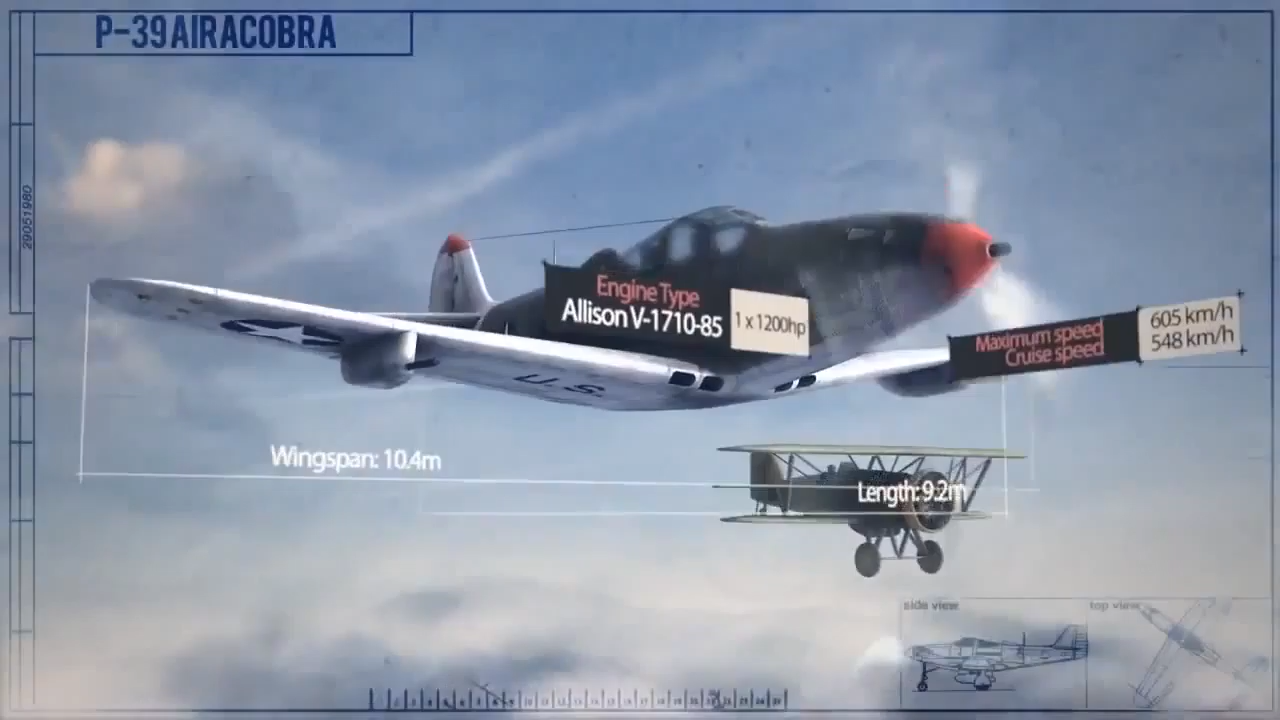 P-39 AIRACOBRA
29051980
Engine Type
Allison V-1710-85
1 x 1200hp
Maximum speed
Cruise speed
605 km/h
548 km/h
U.S.
Wingspan: 10.4m
Length: 9.2m
side view
top view